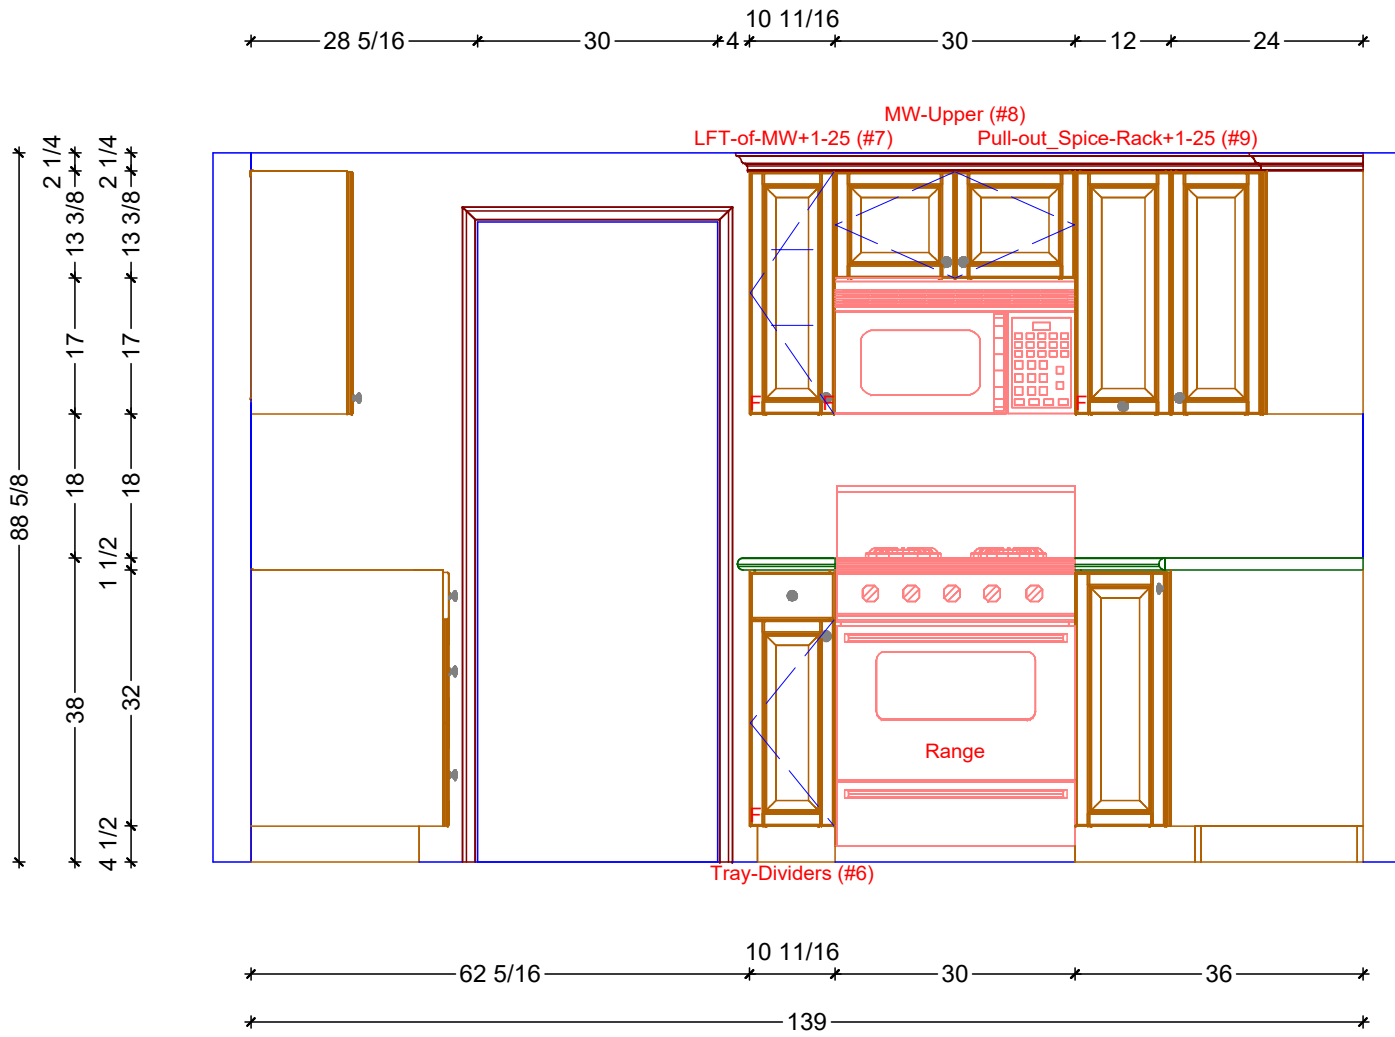 10 11/16
28 5/16 30 4 30 12 24
MW-Upper (#8)
LFT-of-MW+1-25 (#7) Pull-out_Spice-Rack+1-25 (#9)
2 1/4 2 1/4
13 3/8 13 3/8
17 17
F F F
18 18
88 5/8
1 1/2
38 32
Range
F
4 1/2
Tray-Dividers (#6)
10 11/16
62 5/16 30 36
139